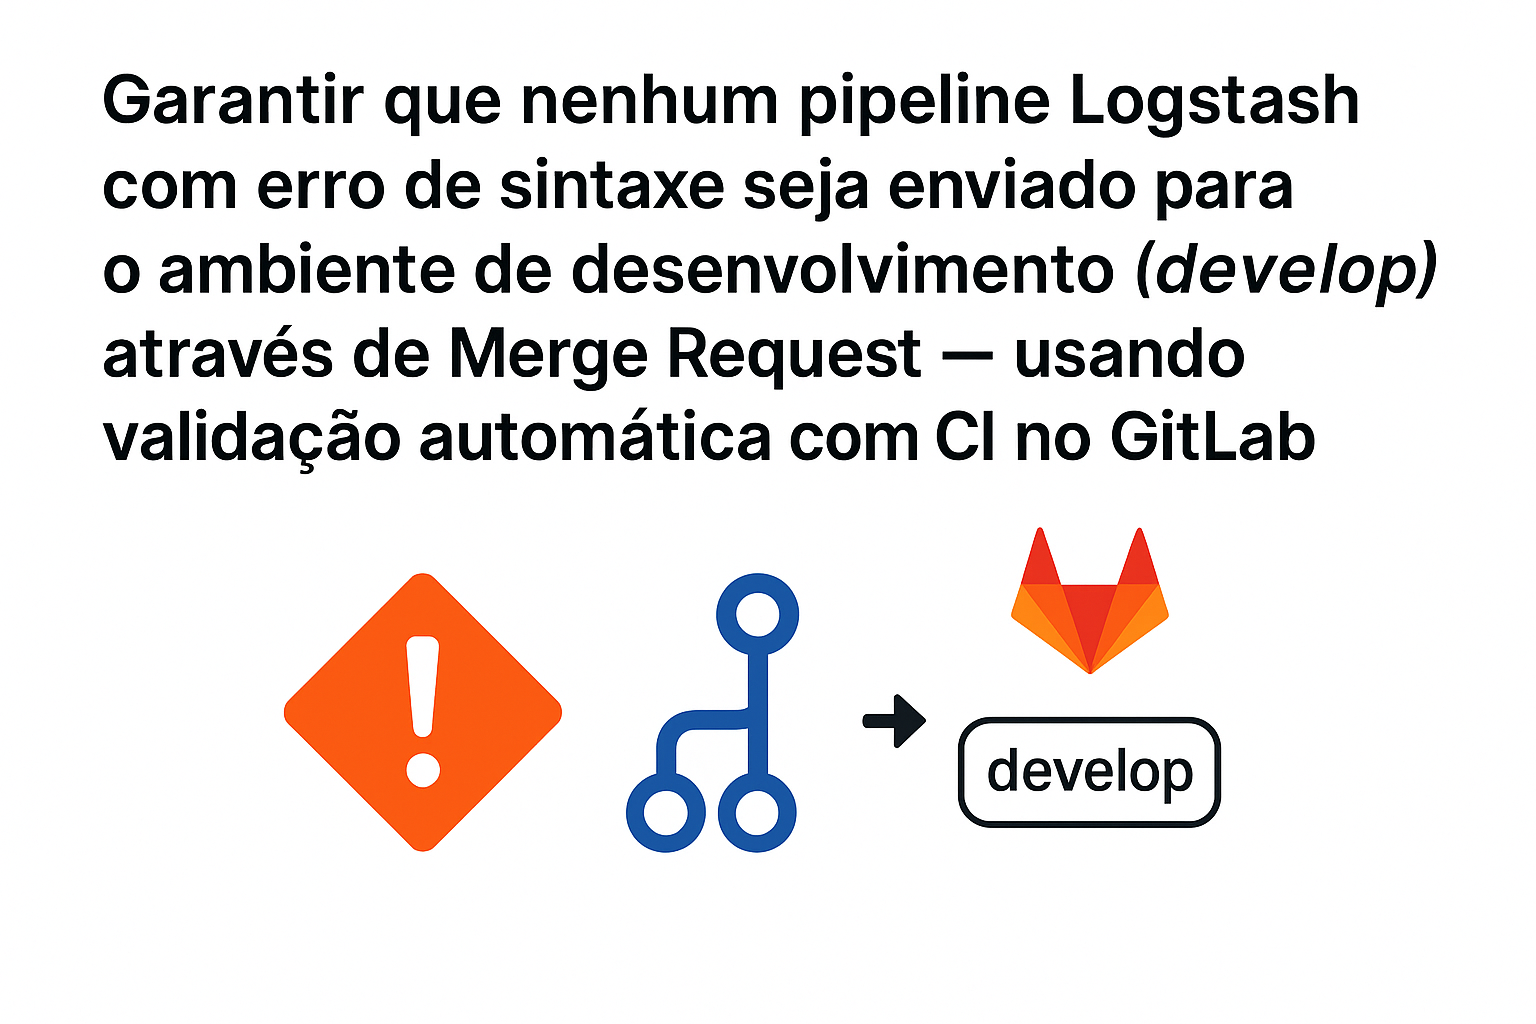 Garantir que nenhum pipeline Logstash
com erro de sintaxe seja enviado para
o ambiente de desenvolvimento (develop)
através de Merge Request — usando
validação automática com CI no GitLab
develop